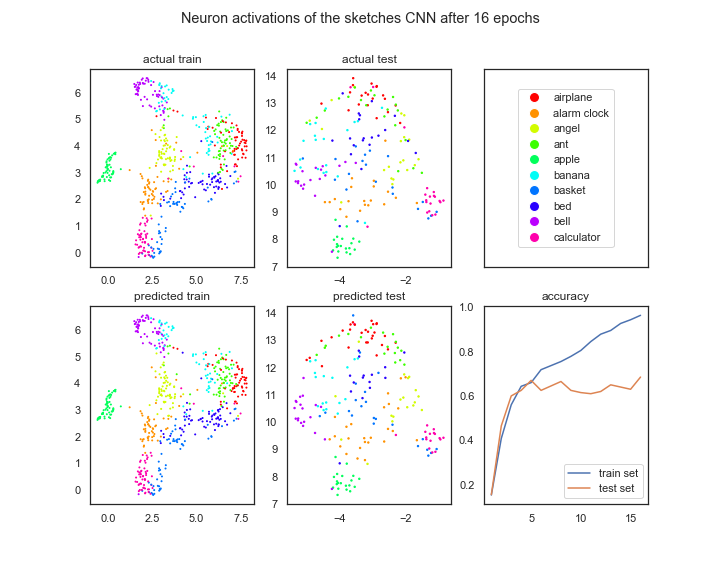 Neuron activations of the sketches CNN after 16 epochs
actual train
6
5
4
3
2
1
0
0.0 2.5 5.0 7.5
actual test
14
13
12
11
10
9
8
7
−4 −2
airplane
alarm clock
angel
ant
apple
banana
basket
bed
bell
calculator
predicted train
6
5
4
3
2
1
0
0.0 2.5 5.0 7.5
predicted test
14
13
12
11
10
9
8
7
−4 −2
accuracy
1.0
0.8
0.6
0.4
0.2
train set
test set
5 10 15